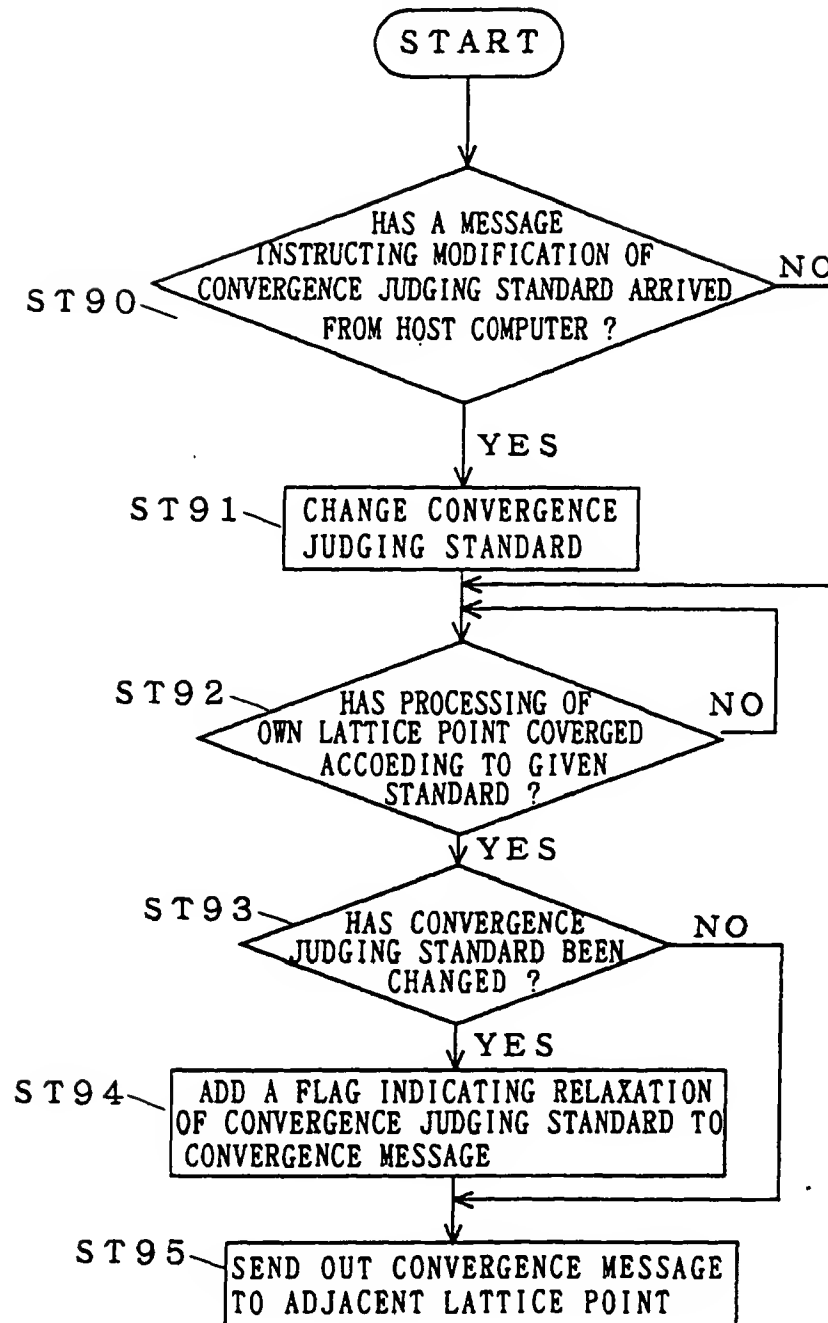 START
HAS A MESSAGE
INSTRUCTING MODIFICATION OF
CONVERGENCE JUDGING STANDARD ARRIVED
FROM HOST COMPUTER ?
NO
ST90
YES
ST91
CHANGE CONVERGENCE
JUDGING STANDARD
ST92
HAS PROCESSING OF
OWN LATTICE POINT COVERGED
ACCOEDING TO GIVEN
STANDARD ?
NO
YES
ST93
HAS CONVERGENCE
JUDGING STANDARD BEEN
CHANGED ?
NO
YES
ST94
ADD A FLAG INDICATING RELAXATION
OF CONVERGENCE JUDGING STANDARD TO
CONVERGENCE MESSAGE
ST95
SEND OUT CONVERGENCE MESSAGE
TO ADJACENT LATTICE POINT